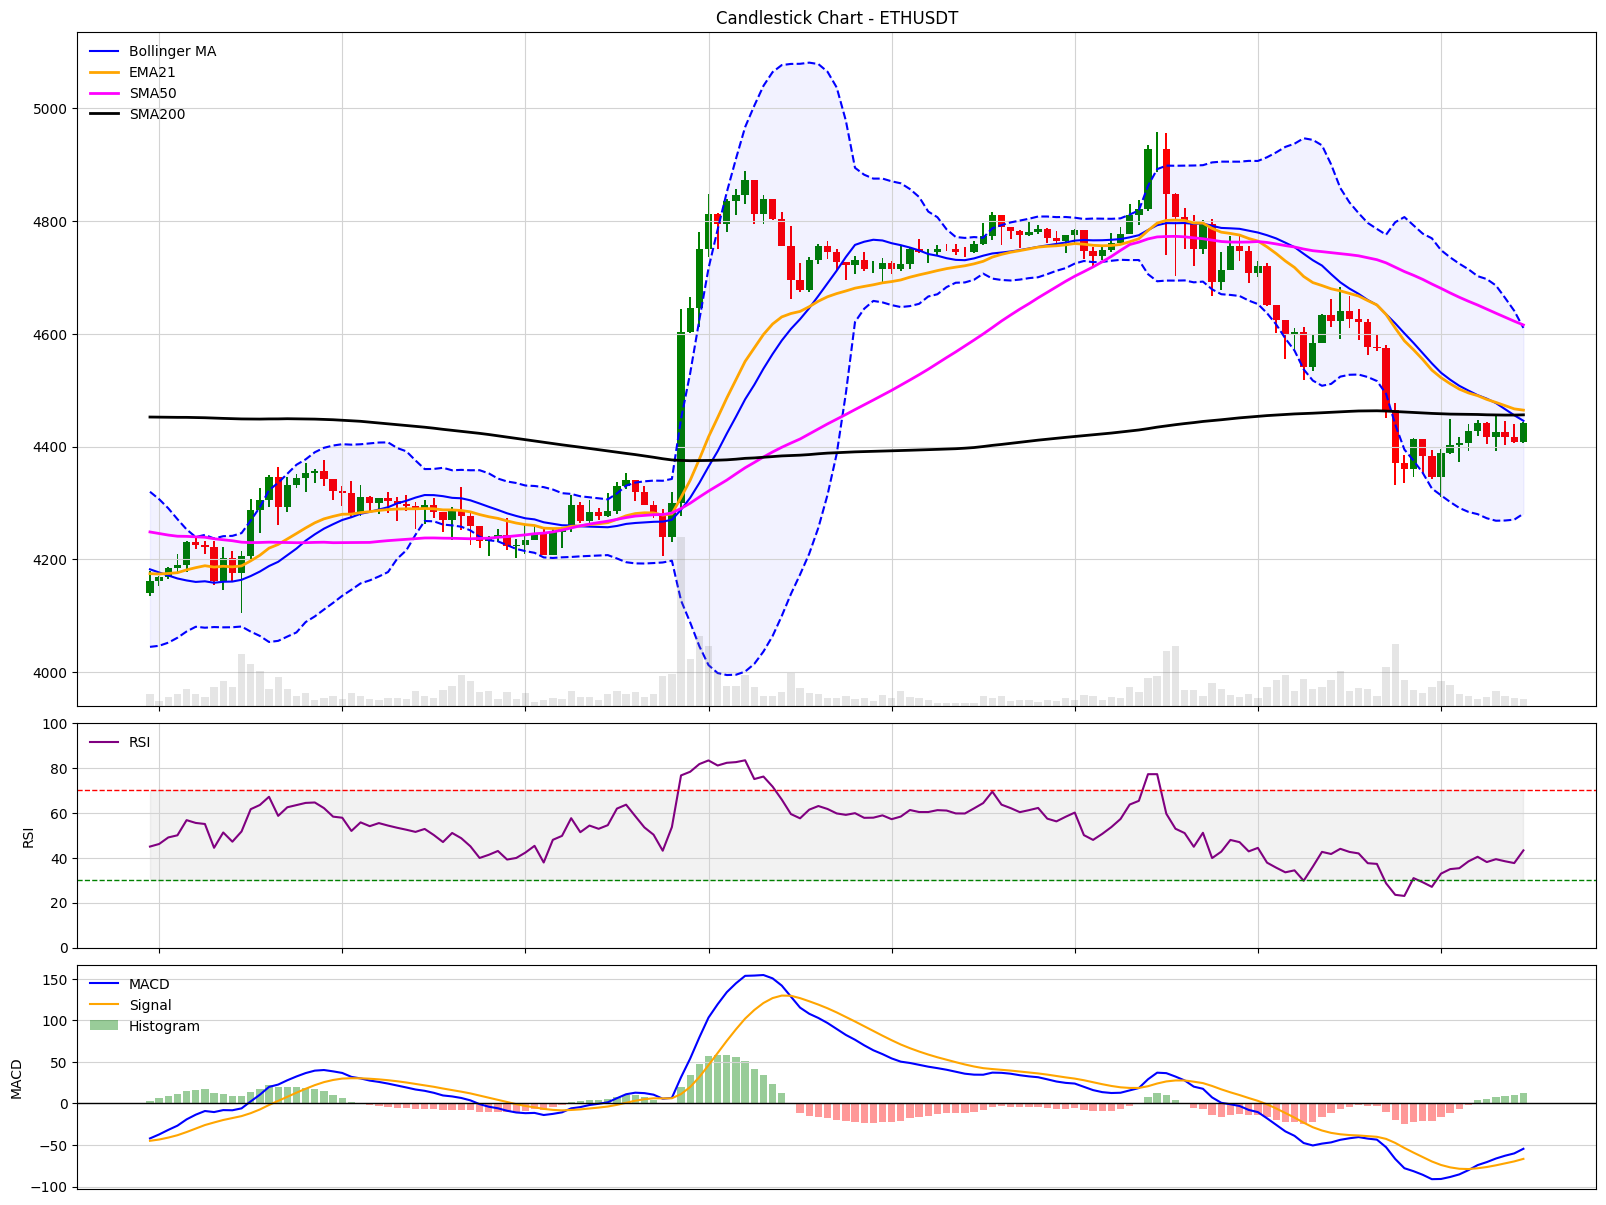 Candlestick Chart - ETHUSDT
Bollinger MA
EMA21
SMA50
SMA200
5000
4800
4600
4400
4200
4000
RSI
100
80
60
40
20
0
RSI
MACD
Signal
Histogram
150
100
50
0
−50
−100
MACD